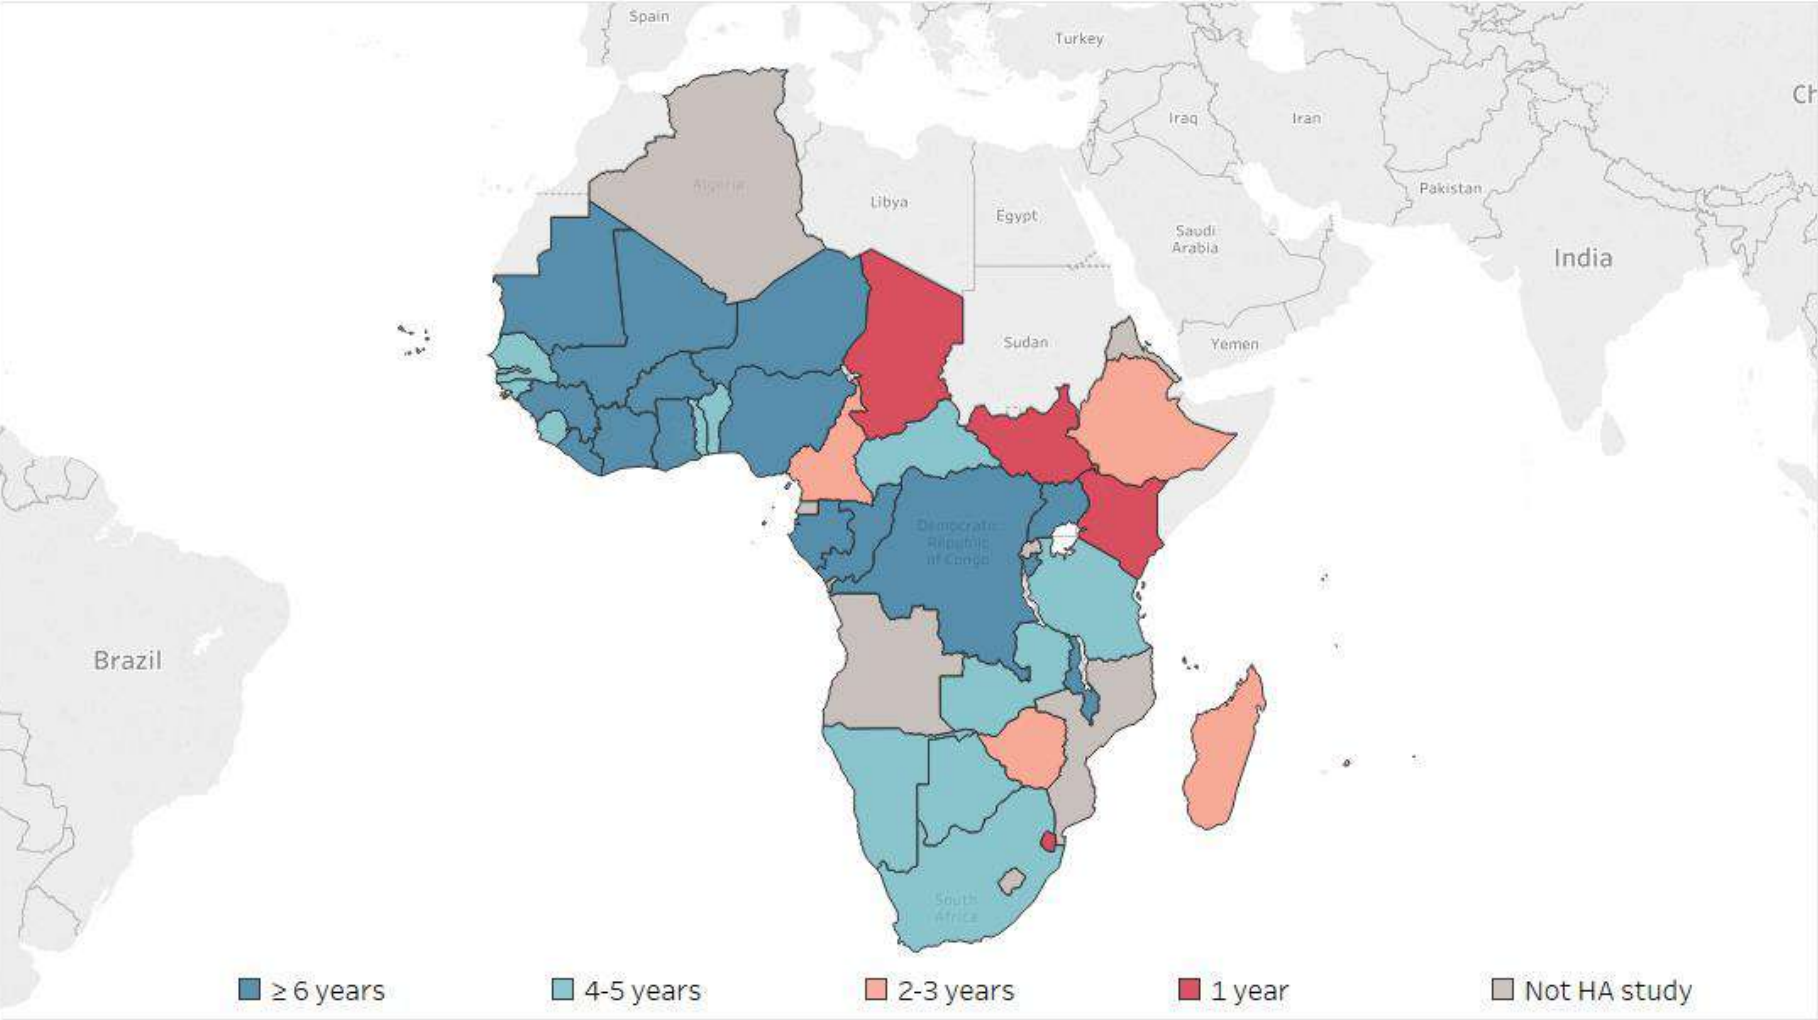 Spain
Turkey
Ch
Iraq
Iran
Algeria
Pakistan
Libya
Egypt
Saudi
Arabia
India
Sudan
Yemen
Democratic
Republic
of Congo
Brazil
South
Africa
≥ 6 years
4-5 years
2-3 years
1 year
Not HA study